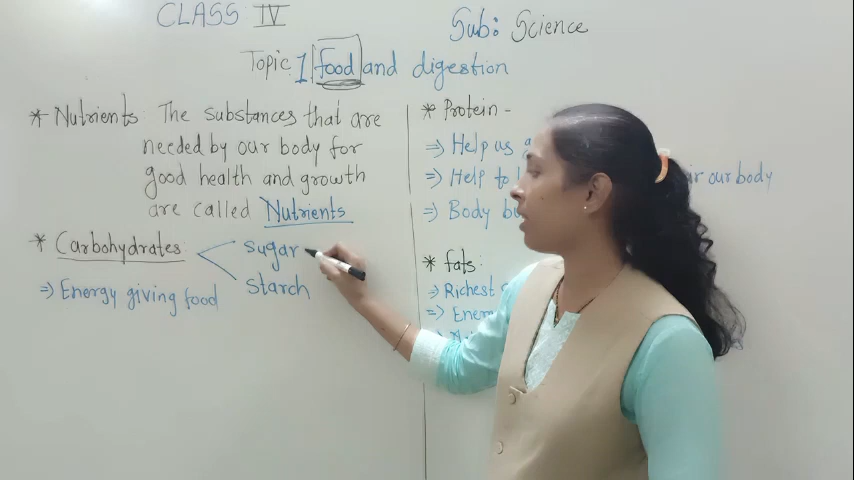 CLASS IV
Sub: Science
Topic: 1 food and digestion
* Nutrients: The substances that are
needed by our body for
good health and growth
are called Nutrients
* Carbohydrates
sugar
starch
⇒ Energy giving food
* Protein -
⇒ Help us
⇒ Help to our body
⇒ Body
* fats:
⇒ Richest
⇒